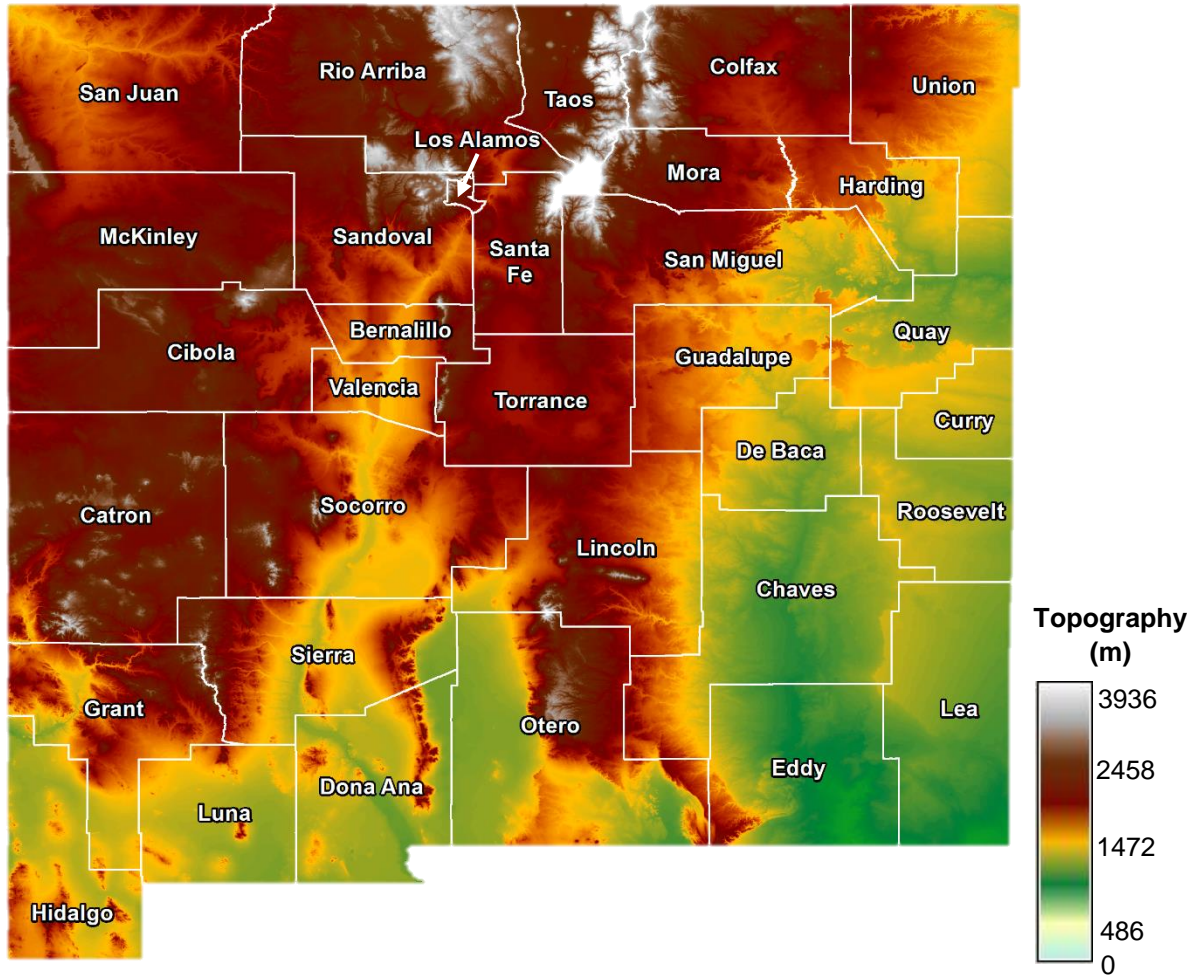 San Juan
Rio Arriba
Taos
Colfax
Union
Los Alamos
Mora
Harding
McKinley
Sandoval
Santa
Fe
San Miguel
Bernalillo
Quay
Cibola
Guadalupe
Valencia
Torrance
Curry
De Baca
Catron
Socorro
Roosevelt
Lincoln
Chaves
Sierra
Grant
Otero
Lea
Eddy
Dona Ana
Luna
Hidalgo
Topography
(m)
3936
2458
1472
486
0